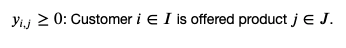 y_{i,j} ≥ 0: Customer i ∈ I is offered product j ∈ J.